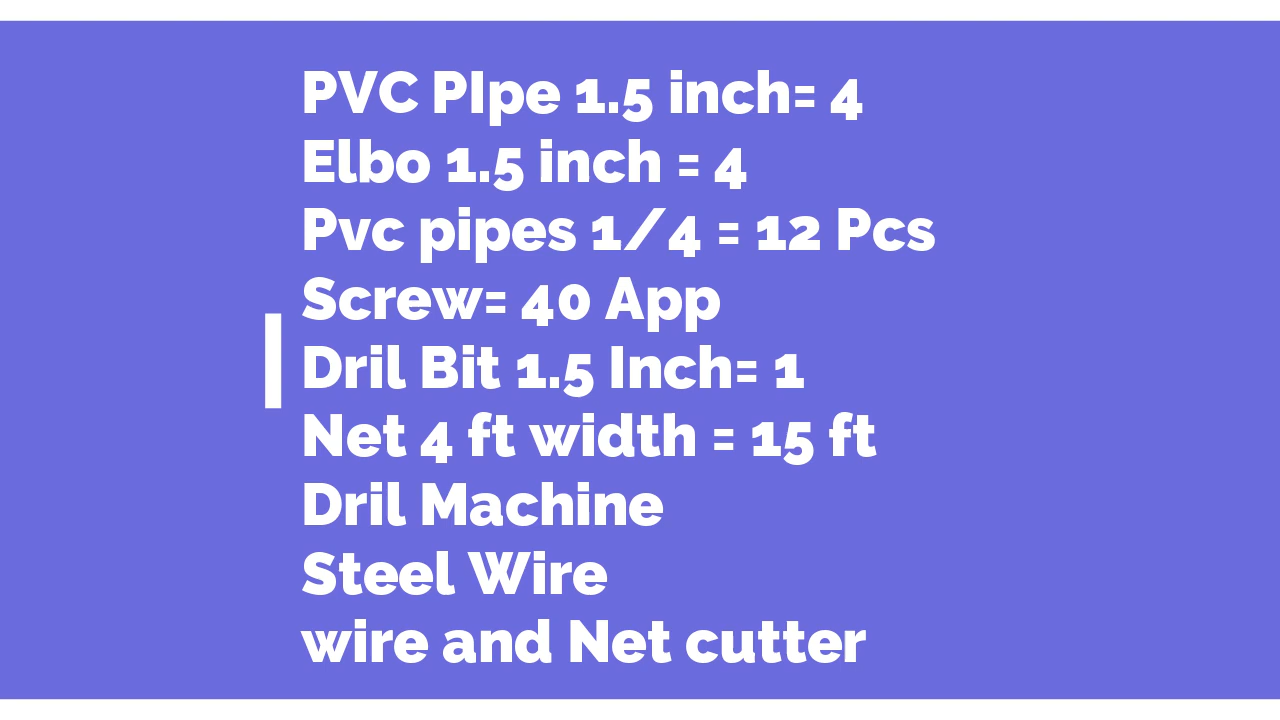 PVC PIpe 1.5 inch= 4
Elbo 1.5 inch = 4
Pvc pipes 1/4 = 12 Pcs
Screw= 40 App
Dril Bit 1.5 Inch= 1
Net 4 ft width = 15 ft
Dril Machine
Steel Wire
wire and Net cutter